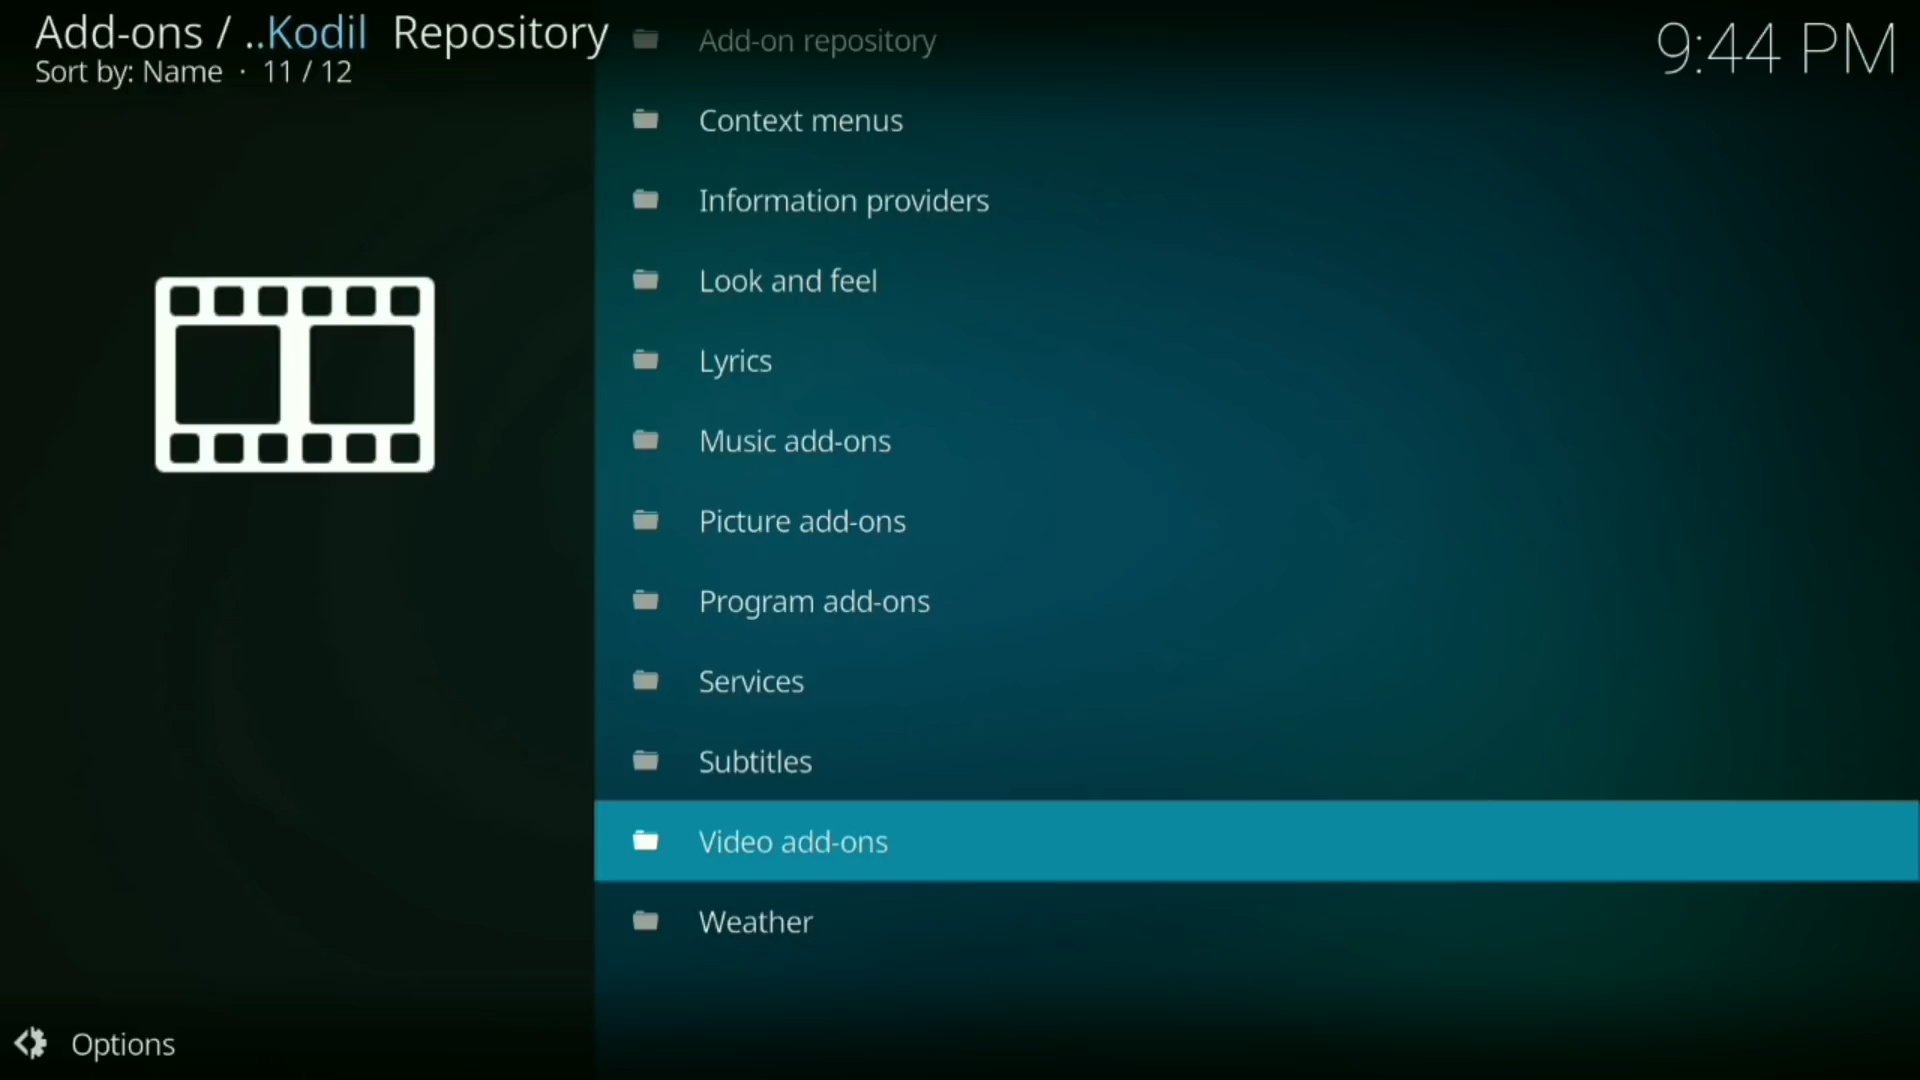 Add-ons / ..Kodil Repository
Sort by: Name · 11 / 12
9:44 PM
Add-on repository
Context menus
Information providers
Look and feel
Lyrics
Music add-ons
Picture add-ons
Program add-ons
Services
Subtitles
Video add-ons
Weather
Options